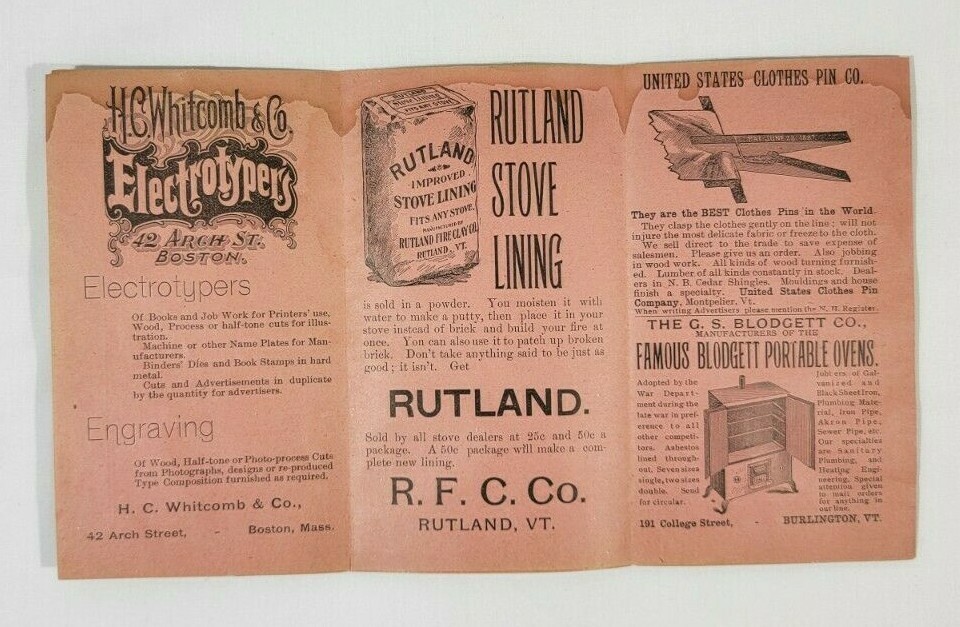 H. C. Whitcomb & Co.
Electrotypers
42 ARCH ST.
BOSTON.
Electrotypers
Of Books and Job Work for Printers' use,
Wood, Process or half-tone cuts for illus-
tration.
Machine or other Name Plates for Man-
ufacturers.
Binders' Dies and Book Stamps in hard
metal.
Cuts and Advertisements in duplicate
by the quantity for advertisers.
Engraving
Of Wood, Half-tone or Photo-process Cuts
from Photographs, designs or re-produced
Type Composition furnished as required.
H. C. Whitcomb & Co.,
42 Arch Street, - Boston, Mass.
RUTLAND
Stove Lining
FITS ANY STOVE
RUTLAND
IMPROVED
STOVE LINING
FITS ANY STOVE.
MANUFACTURED BY
RUTLAND FIRE CLAY CO.
RUTLAND, VT.
RUTLAND
STOVE
LINING
is sold in a powder. You moisten it with
water to make a putty, then place it in your
stove instead of brick and build your fire at
once. You can also use it to patch up broken
brick. Don't take anything said to be just as
good; it isn't. Get
RUTLAND.
Sold by all stove dealers at 25c and 50c a
package. A 50c package will make a com-
plete new lining.
R. F. C. Co.
RUTLAND, VT.
UNITED STATES CLOTHES PIN CO.
They are the BEST Clothes Pins in the World.
They clasp the clothes gently on the line; will not
injure the most delicate fabric or freeze to the cloth.
We sell direct to the trade to save expense of
salesmen. Please give us an order. Also jobbing
in wood work. All kinds of wood turning furnish-
ed. Lumber of all kinds constantly in stock. Deal-
ers in N. B. Cedar Shingles. Mouldings and house
finish a specialty. United States Clothes Pin
Company, Montpelier, Vt.
When writing Advertisers please mention the N. H. Register.
THE G. S. BLODGETT CO.,
MANUFACTURERS OF THE
FAMOUS BLODGETT PORTABLE OVENS.
Adopted by the
War Depart-
ment during the
late war in pref-
erence to all
other competi-
tors. Asbestos
lined through-
out. Seven sizes
single, two sizes
double. Send
for circular.
Jobbers of Gal-
vanized and
Black Sheet Iron,
Plumbing Mate-
rial, Iron Pipe,
Akron Pipe,
Sewer Pipe, etc.
Our specialties
are Sanitary
Plumbing, and
Heating Engi-
neering. Special
attention given
to mail orders
for anything in
our line.
191 College Street, - BURLINGTON, VT.